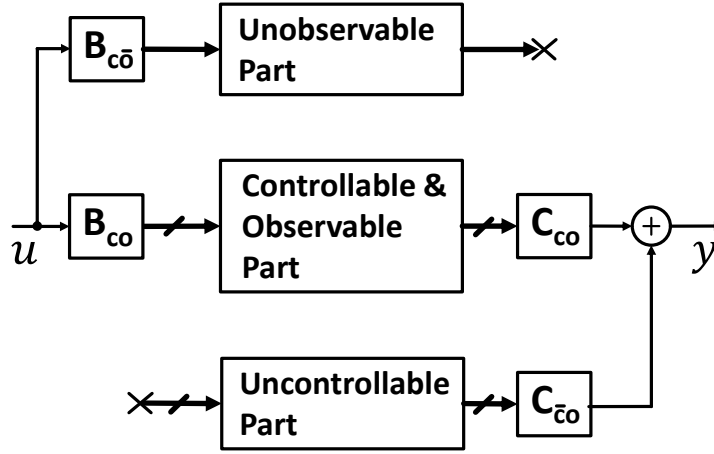 B_cō̄ Unobservable
Part
u B_co Controllable &
Observable
Part C_co + y
Uncontrollable
Part C_c̄o